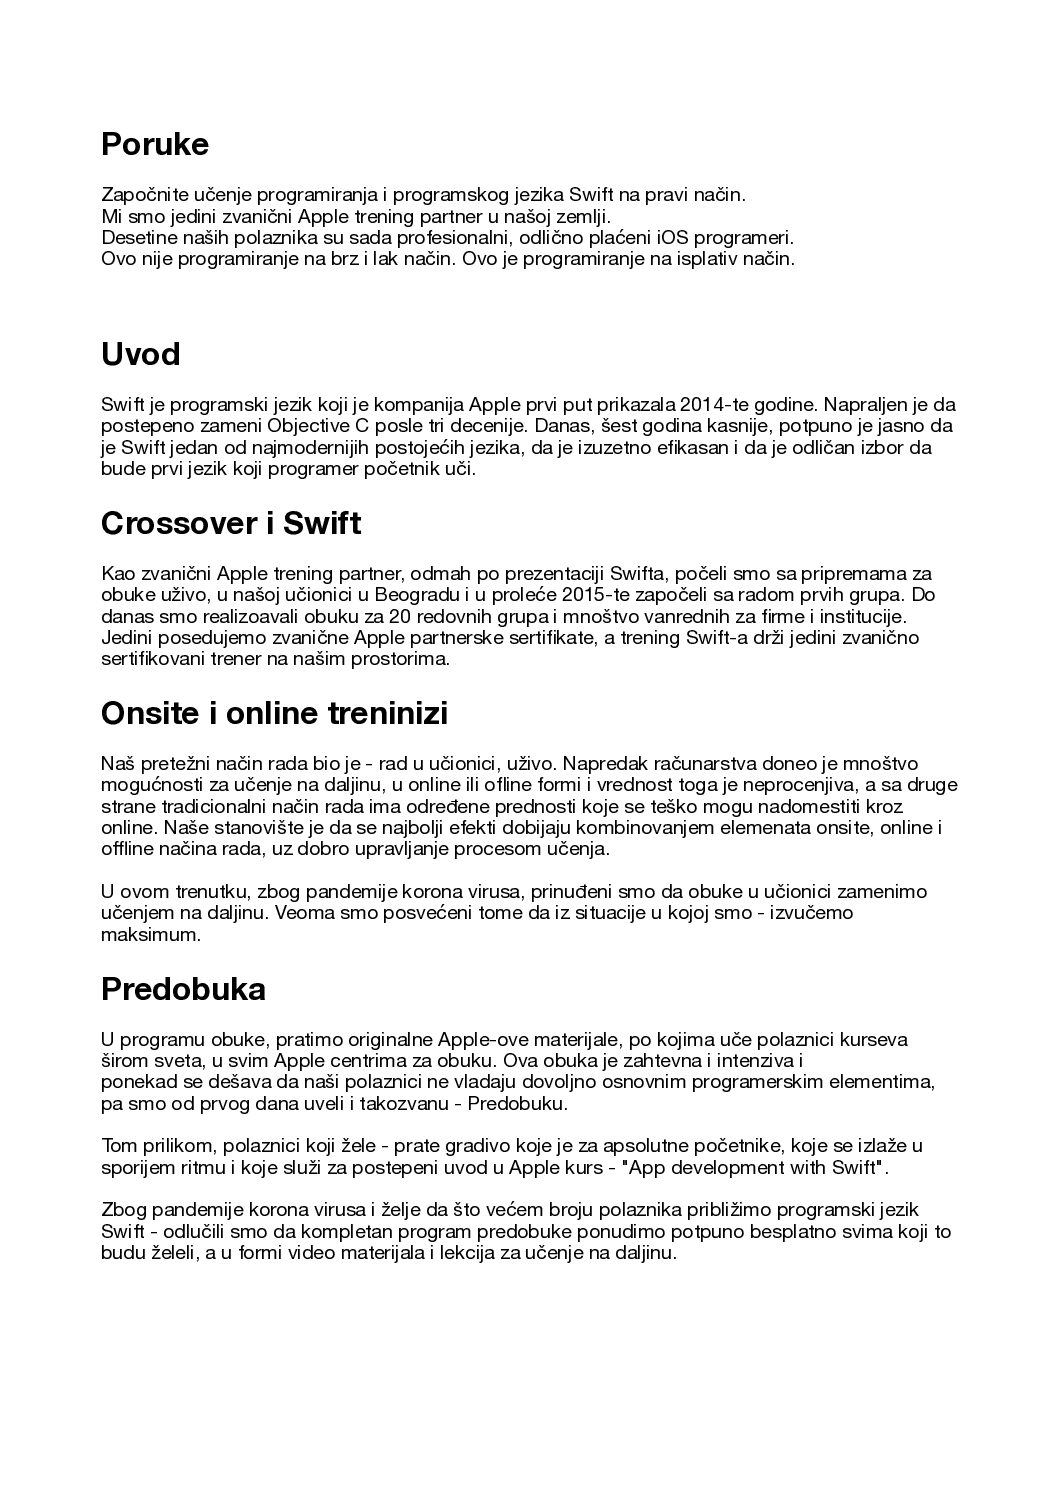 Poruke
Započnite učenje programiranja i programskog jezika Swift na pravi način.
Mi smo jedini zvanični Apple trening partner u našoj zemlji.
Desetine naših polaznika su sada profesionalni, odlično plaćeni iOS programeri.
Ovo nije programiranje na brz i lak način. Ovo je programiranje na isplativ način.
Uvod
Swift je programski jezik koji je kompanija Apple prvi put prikazala 2014-te godine. Napraljen je da
postepeno zameni Objective C posle tri decenije. Danas, šest godina kasnije, potpuno je jasno da
je Swift jedan od najmodernijih postojećih jezika, da je izuzetno efikasan i da je odličan izbor da
bude prvi jezik koji programer početnik uči.
Crossover i Swift
Kao zvanični Apple trening partner, odmah po prezentaciji Swifta, počeli smo sa pripremama za
obuke uživo, u našoj učionici u Beogradu i u proleće 2015-te započeli sa radom prvih grupa. Do
danas smo realizoavali obuku za 20 redovnih grupa i mnoštvo vanrednih za firme i institucije.
Jedini posedujemo zvanične Apple partnerske sertifikate, a trening Swift-a drži jedini zvanično
sertifikovani trener na našim prostorima.
Onsite i online treninizi
Naš pretežni način rada bio je - rad u učionici, uživo. Napredak računarstva doneo je mnoštvo
mogućnosti za učenje na daljinu, u online ili ofline formi i vrednost toga je neprocenjiva, a sa druge
strane tradicionalni način rada ima određene prednosti koje se teško mogu nadomestiti kroz
online. Naše stanovište je da se najbolji efekti dobijaju kombinovanjem elemenata onsite, online i
offline načina rada, uz dobro upravljanje procesom učenja.
U ovom trenutku, zbog pandemije korona virusa, prinuđeni smo da obuke u učionici zamenimo
učenjem na daljinu. Veoma smo posvećeni tome da iz situacije u kojoj smo - izvučemo
maksimum.
Predobuka
U programu obuke, pratimo originalne Apple-ove materijale, po kojima uče polaznici kurseva
širom sveta, u svim Apple centrima za obuku. Ova obuka je zahtevna i intenziva i
ponekad se dešava da naši polaznici ne vladaju dovoljno osnovnim programerskim elementima,
pa smo od prvog dana uveli i takozvanu - Predobuku.
Tom prilikom, polaznici koji žele - prate gradivo koje je za apsolutne početnike, koje se izlaže u
sporijem ritmu i koje služi za postepeni uvod u Apple kurs - "App development with Swift".
Zbog pandemije korona virusa i želje da što većem broju polaznika približimo programski jezik
Swift - odlučili smo da kompletan program predobuke ponudimo potpuno besplatno svima koji to
budu želeli, a u formi video materijala i lekcija za učenje na daljinu.